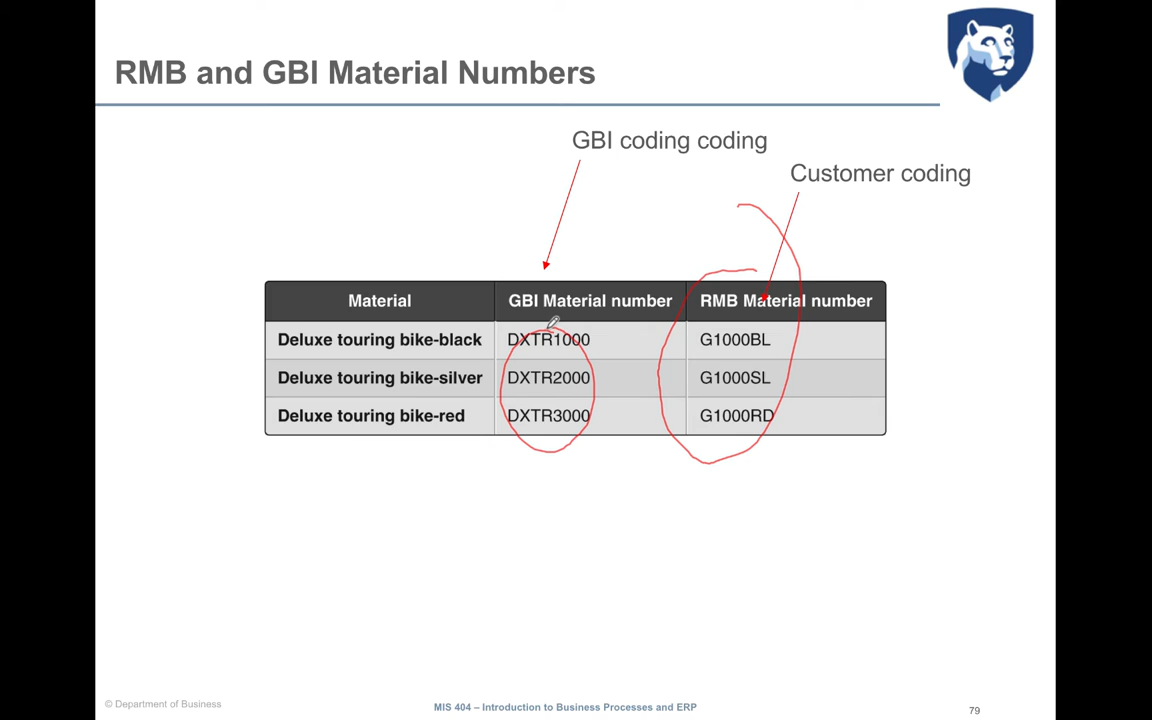 RMB and GBI Material Numbers
GBI coding coding
Customer coding
Material GBI Material number RMB Material number
Deluxe touring bike-black DXTR1000 G1000BL
Deluxe touring bike-silver DXTR2000 G1000SL
Deluxe touring bike-red DXTR3000 G1000RD
© Department of Business MIS 404 – Introduction to Business Processes and ERP 79